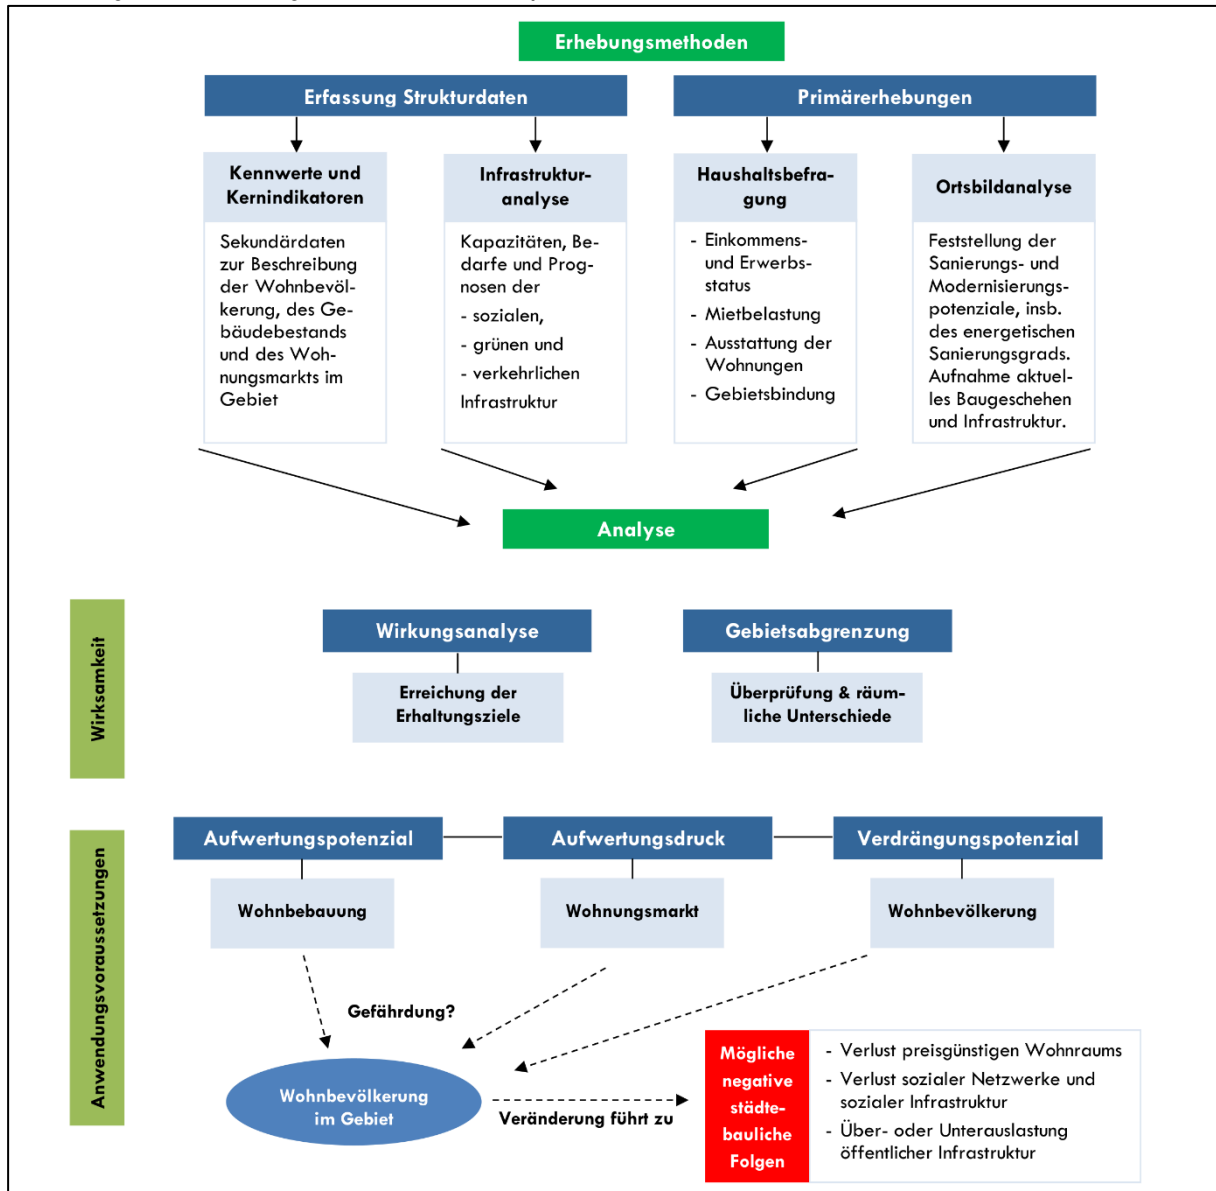 Erhebungsmethoden
Erfassung Strukturdaten
Primärerhebungen
Kennwerte und
Kernindikatoren
Sekundärdaten
zur Beschreibung
der Wohnbevöl-
kerung, des Ge-
bäudebestands
und des Woh-
nungsmarkts im
Gebiet
Infrastruktur-
analyse
Kapazitäten, Be-
darfe und Prog-
nosen der
- sozialen,
- grünen und
- verkehrlichen
Infrastruktur
Haushaltsbefra-
gung
- Einkommens-
und Erwerbs-
status
- Mietbelastung
- Ausstattung der
Wohnungen
- Gebietsbindung
Ortsbildanalyse
Feststellung der
Sanierungs- und
Modernisierungs-
potenziale, insb.
des energetischen
Sanierungsgrads.
Aufnahme aktuel-
les Baugeschehen
und Infrastruktur.
Analyse
Wirksamkeit
Wirkungsanalyse
Erreichung der
Erhaltungsziele
Gebietsabgrenzung
Überprüfung & räum-
liche Unterschiede
Anwendungsvoraussetzungen
Aufwertungspotenzial
Wohnbebauung
Aufwertungsdruck
Wohnungsmarkt
Verdrängungspotenzial
Wohnbevölkerung
Gefährdung?
Wohnbevölkerung
im Gebiet
Veränderung führt zu
Mögliche
negative
städte-
bauliche
Folgen
- Verlust preisgünstigen Wohnraums
- Verlust sozialer Netzwerke und
sozialer Infrastruktur
- Über- oder Unterauslastung
öffentlicher Infrastruktur